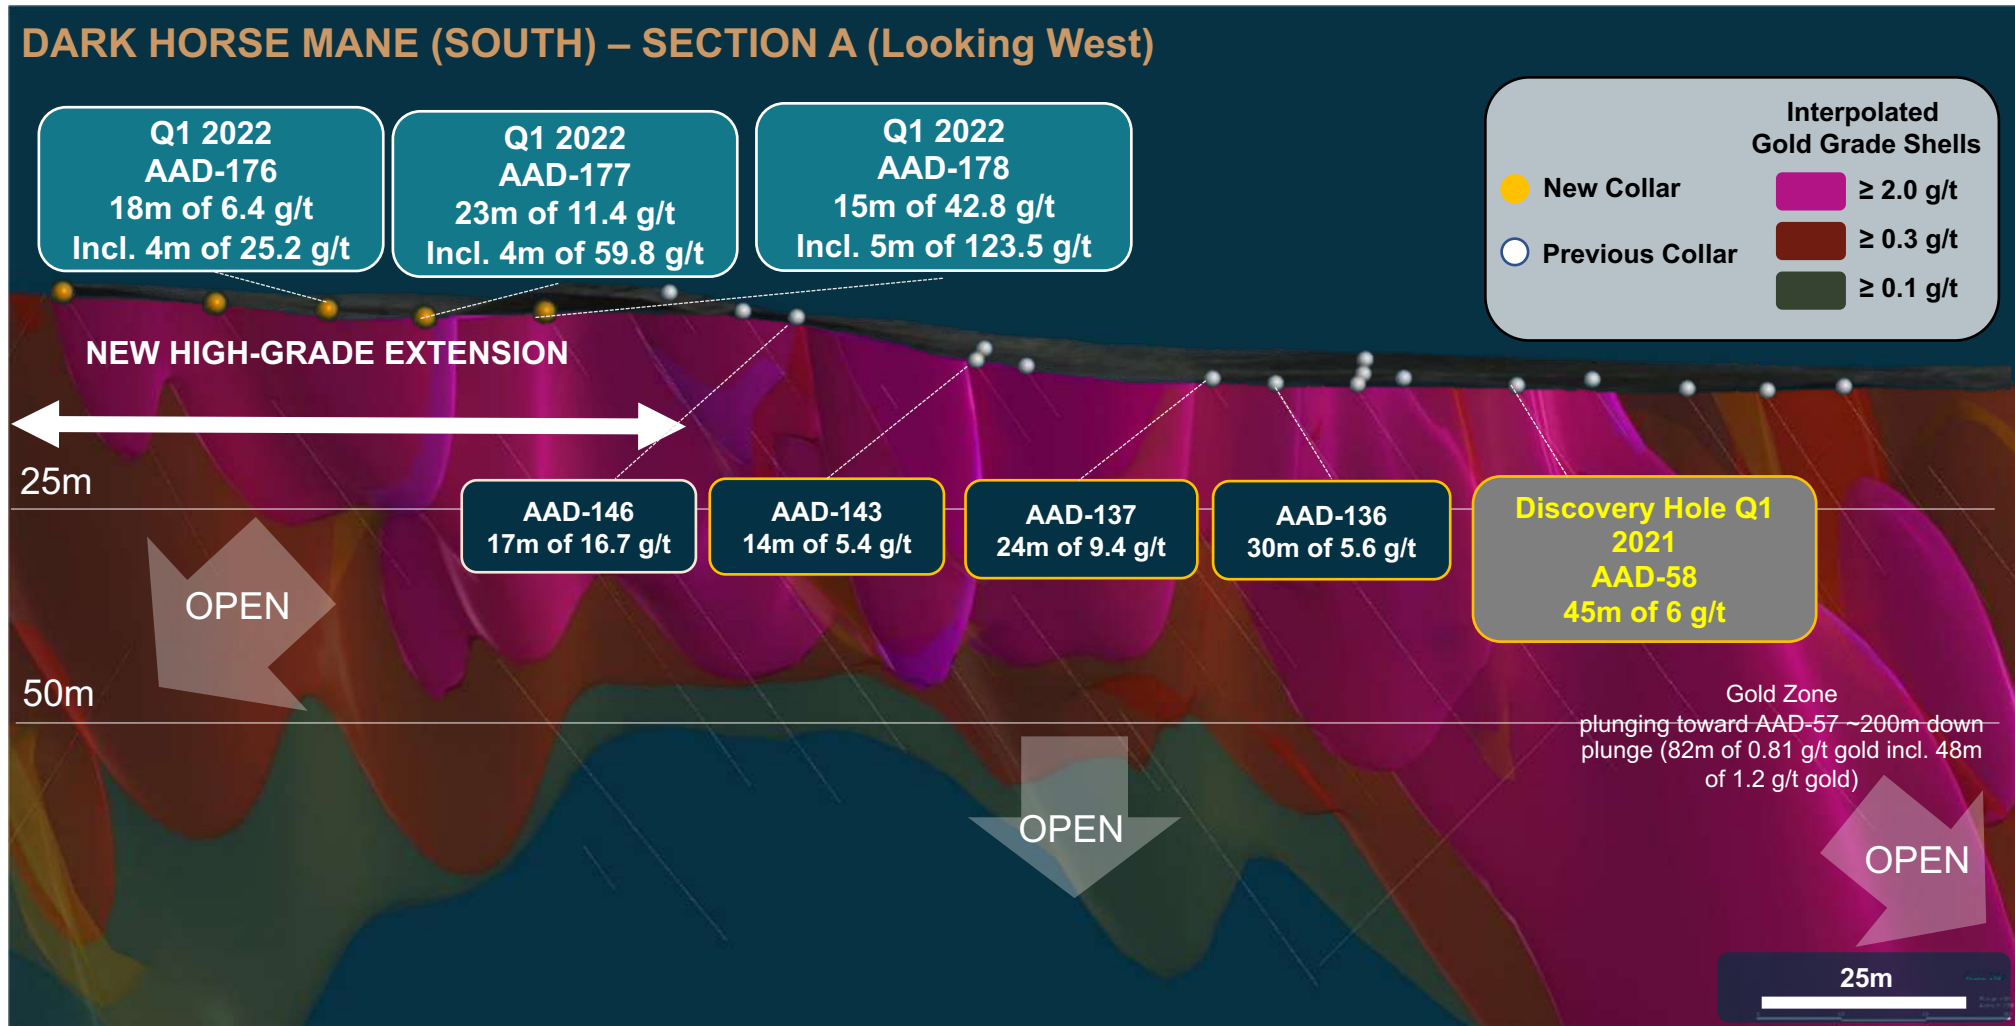 DARK HORSE MANE (SOUTH) – SECTION A (Looking West)
Q1 2022
AAD-176
18m of 6.4 g/t
Incl. 4m of 25.2 g/t
Q1 2022
AAD-177
23m of 11.4 g/t
Incl. 4m of 59.8 g/t
Q1 2022
AAD-178
15m of 42.8 g/t
Incl. 5m of 123.5 g/t
New Collar
Previous Collar
Interpolated
Gold Grade Shells
≥ 2.0 g/t
≥ 0.3 g/t
≥ 0.1 g/t
NEW HIGH-GRADE EXTENSION
25m
AAD-146
17m of 16.7 g/t
AAD-143
14m of 5.4 g/t
AAD-137
24m of 9.4 g/t
AAD-136
30m of 5.6 g/t
Discovery Hole Q1
2021
AAD-58
45m of 6 g/t
OPEN
50m
Gold Zone
plunging toward AAD-57 ~200m down
plunge (82m of 0.81 g/t gold incl. 48m
of 1.2 g/t gold)
OPEN
OPEN
25m